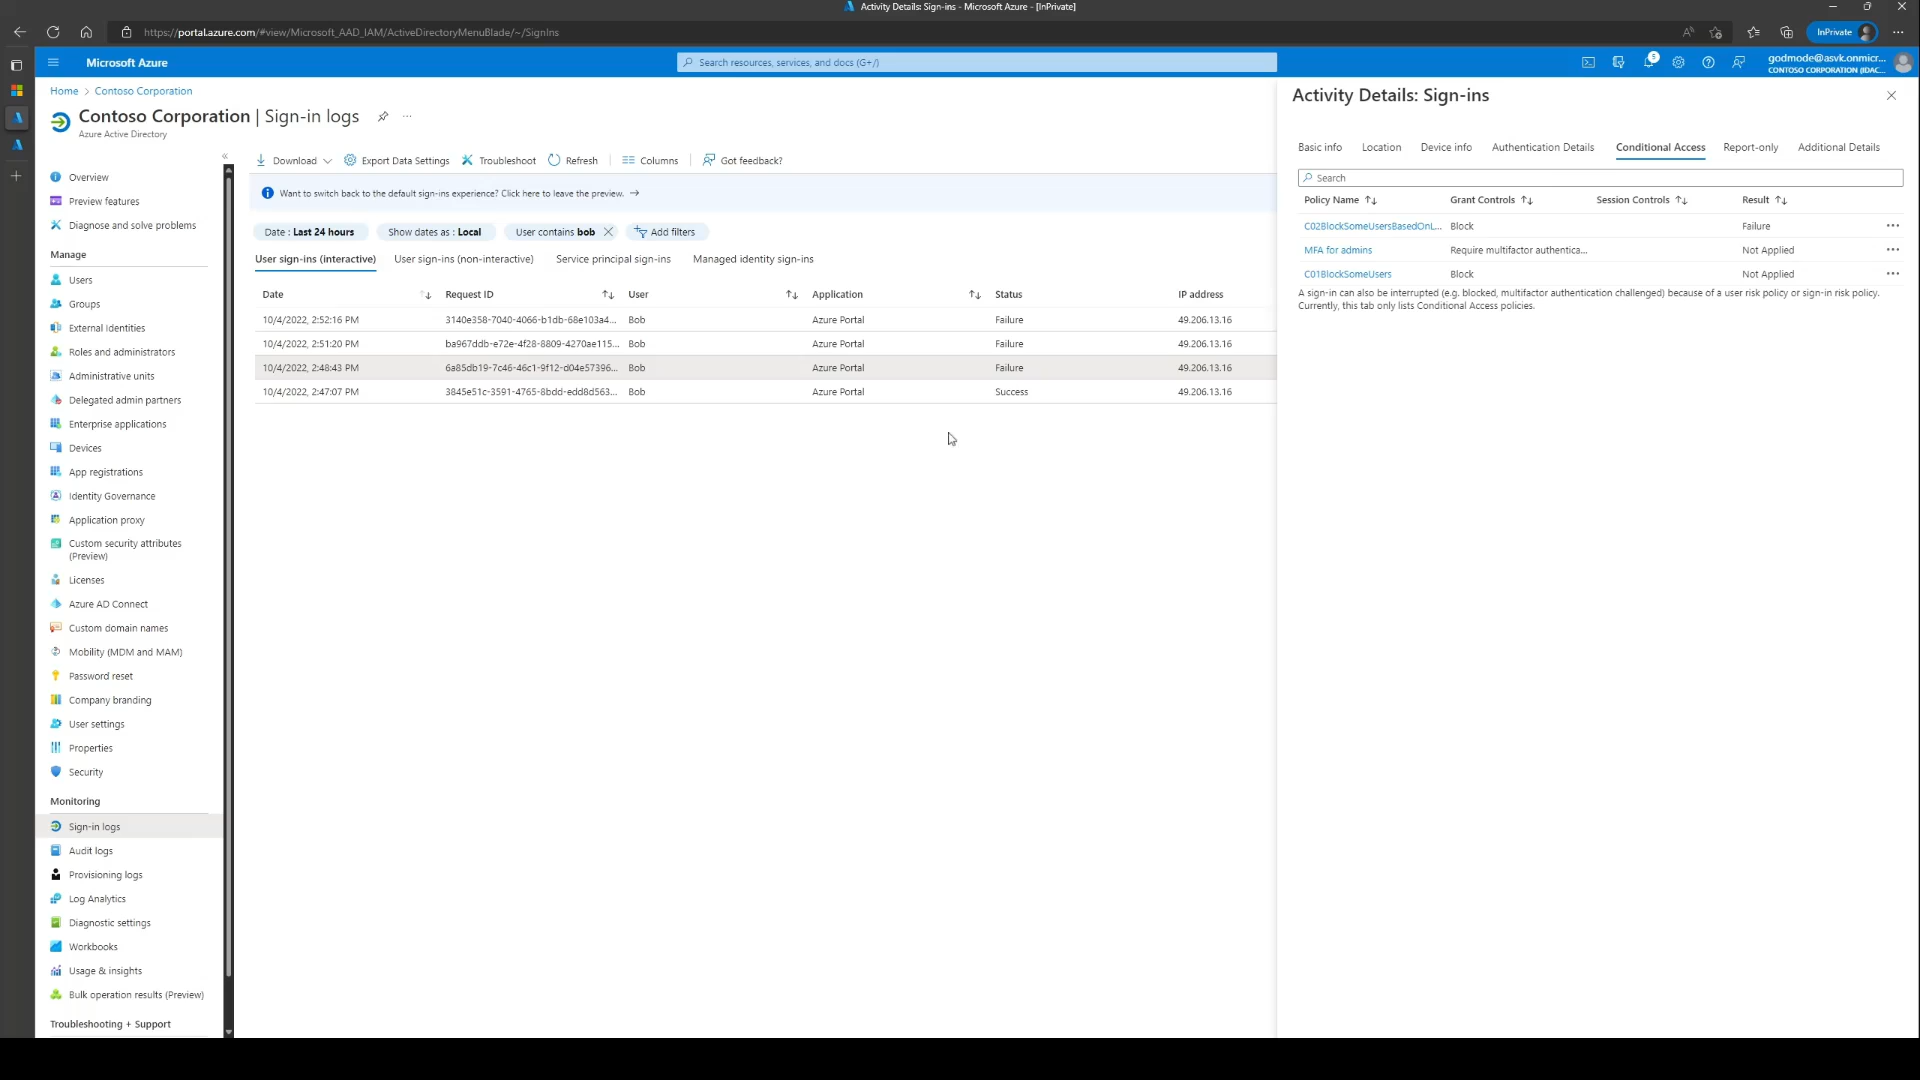 Activity Details: Sign-ins - Microsoft Azure - [InPrivate]
https://portal.azure.com/#view/Microsoft_AAD_IAM/ActiveDirectoryMenuBlade/~/SignIns
InPrivate
Microsoft Azure
Search resources, services, and docs (G+/)
5
godmode@asvk.onmicr...
CONTOSO CORPORATION (IDAC...
Home > Contoso Corporation
Contoso Corporation | Sign-in logs
Azure Active Directory
Overview
Preview features
Diagnose and solve problems
Manage
Users
Groups
External Identities
Roles and administrators
Administrative units
Delegated admin partners
Enterprise applications
Devices
App registrations
Identity Governance
Application proxy
Custom security attributes
(Preview)
Licenses
Azure AD Connect
Custom domain names
Mobility (MDM and MAM)
Password reset
Company branding
User settings
Properties
Security
Monitoring
Sign-in logs
Audit logs
Provisioning logs
Log Analytics
Diagnostic settings
Workbooks
Usage & insights
Bulk operation results (Preview)
Troubleshooting + Support
Download Export Data Settings Troubleshoot Refresh Columns Got feedback?
Want to switch back to the default sign-ins experience? Click here to leave the preview. →
Date : Last 24 hours Show dates as : Local User contains bob Add filters
User sign-ins (interactive) User sign-ins (non-interactive) Service principal sign-ins Managed identity sign-ins
Date Request ID User Application Status IP address
10/4/2022, 2:52:16 PM 3140e358-7040-4066-b1db-68e103a4... Bob Azure Portal Failure 49.206.13.16
10/4/2022, 2:51:20 PM ba967ddb-e72e-4f28-8809-4270ae115... Bob Azure Portal Failure 49.206.13.16
10/4/2022, 2:48:43 PM 6a85db19-7c46-46c1-9f12-d04e57396... Bob Azure Portal Failure 49.206.13.16
10/4/2022, 2:47:07 PM 3845e51c-3591-4765-8bdd-edd8d563... Bob Azure Portal Success 49.206.13.16
Activity Details: Sign-ins
Basic info Location Device info Authentication Details Conditional Access Report-only Additional Details
Search
Policy Name Grant Controls Session Controls Result
C02BlockSomeUsersBasedOnL... Block Failure
MFA for admins Require multifactor authentica... Not Applied
C01BlockSomeUsers Block Not Applied
A sign-in can also be interrupted (e.g. blocked, multifactor authentication challenged) because of a user risk policy or sign-in risk policy.
Currently, this tab only lists Conditional Access policies.